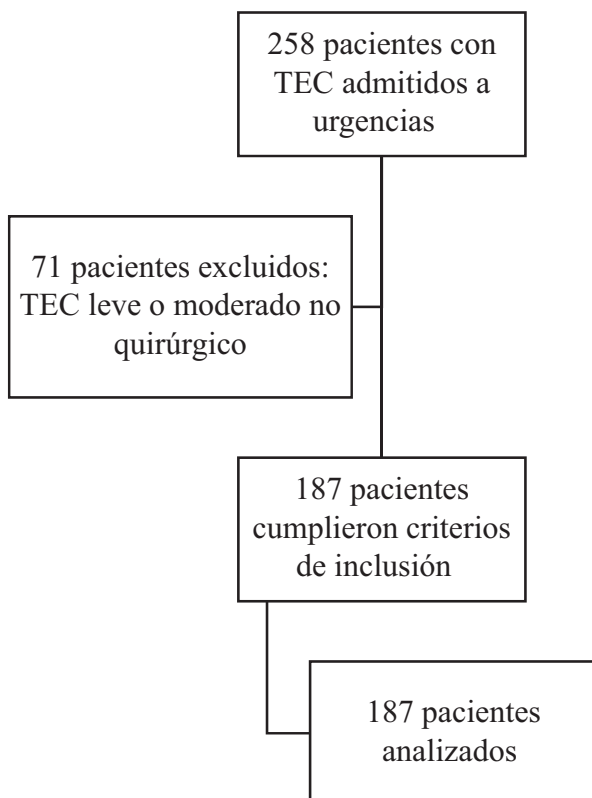 258 pacientes con
TEC admitidos a
urgencias
71 pacientes excluidos:
TEC leve o moderado no
quirúrgico
187 pacientes
cumplieron criterios
de inclusión
187 pacientes
analizados